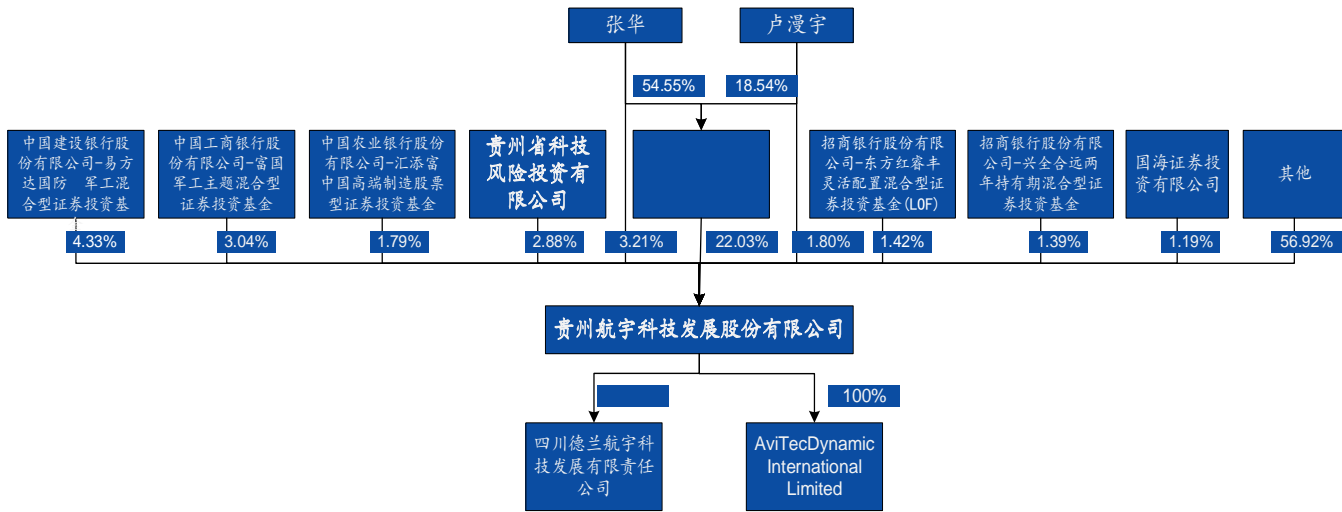 张华
卢漫宇
54.55%
18.54%
中国建设银行股
份有限公司-易方
达国防 军工混
合型证券投资基
中国工商银行股
份有限公司-富国
军工主题混合型
证券投资基金
中国农业银行股份
有限公司-汇添富
中国高端制造股票
型证券投资基金
贵州省科技
风险投资有
限公司
招商银行股份有限
公司-东方红睿丰
灵活配置混合型证
券投资基金(LOF)
招商银行股份有限
公司-兴全合远两
年持有期混合型证
券投资基金
国海证券投
资有限公司
其他
4.33%
3.04%
1.79%
2.88%
3.21%
22.03%
1.80%
1.42%
1.39%
1.19%
56.92%
贵州航宇科技发展股份有限公司
100%
四川德兰航宇科
技发展有限责任
公司
AviTecDynamic
International
Limited